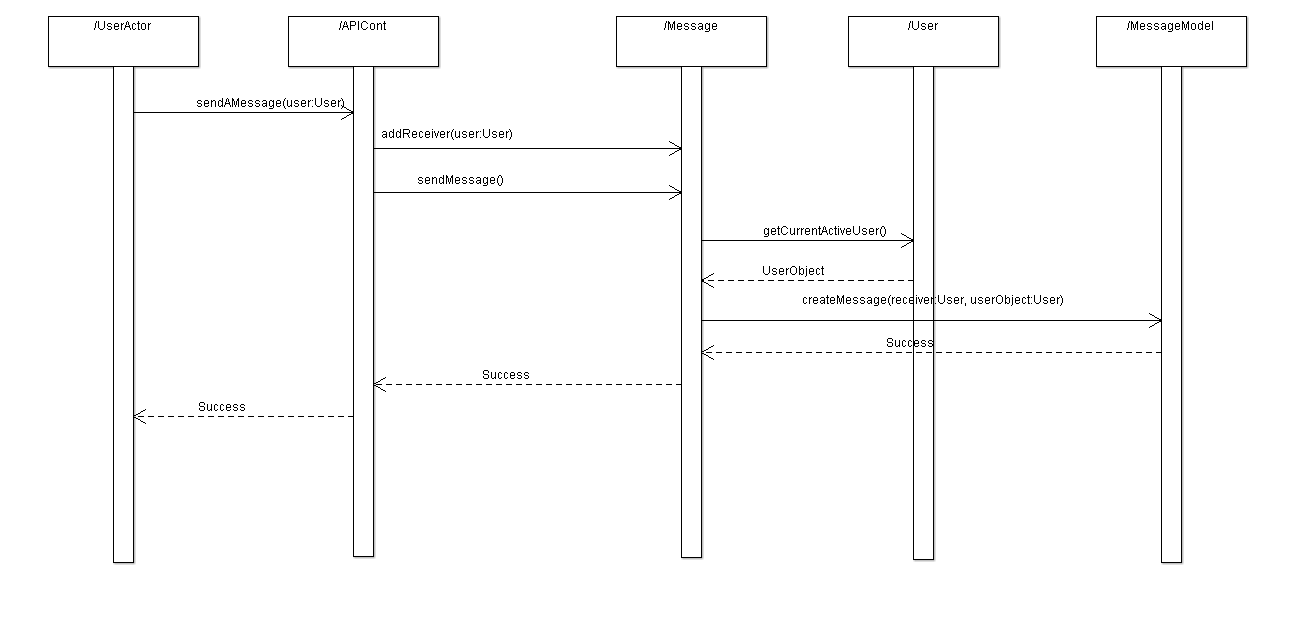 /UserActor
/APICont
/Message
/User
/MessageModel
sendAMessage(user:User)
addReceiver(user:User)
sendMessage()
getCurrentActiveUser()
UserObject
createMessage(receiver:User, userObject:User)
Success
Success
Success